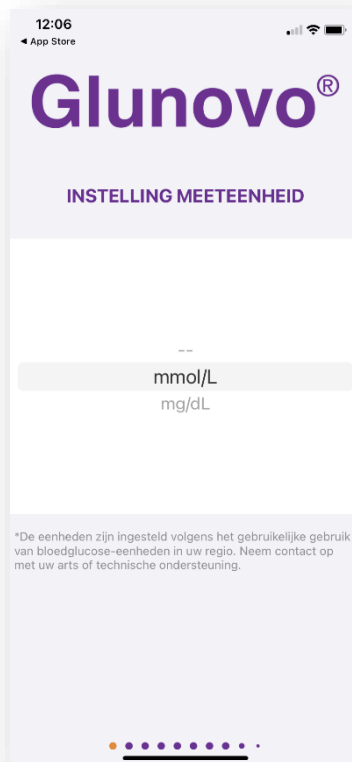 12:06
◀ App Store
Glunovo®
INSTELLING MEETEENHEID
--
mmol/L
mg/dL
*De eenheden zijn ingesteld volgens het gebruikelijke gebruik
van bloedglucose-eenheden in uw regio. Neem contact op
met uw arts of technische ondersteuning.